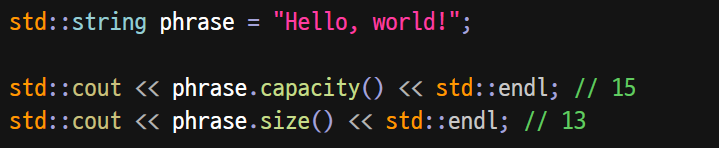 std::string phrase = "Hello, world!";
std::cout << phrase.capacity() << std::endl; // 15
std::cout << phrase.size() << std::endl; // 13